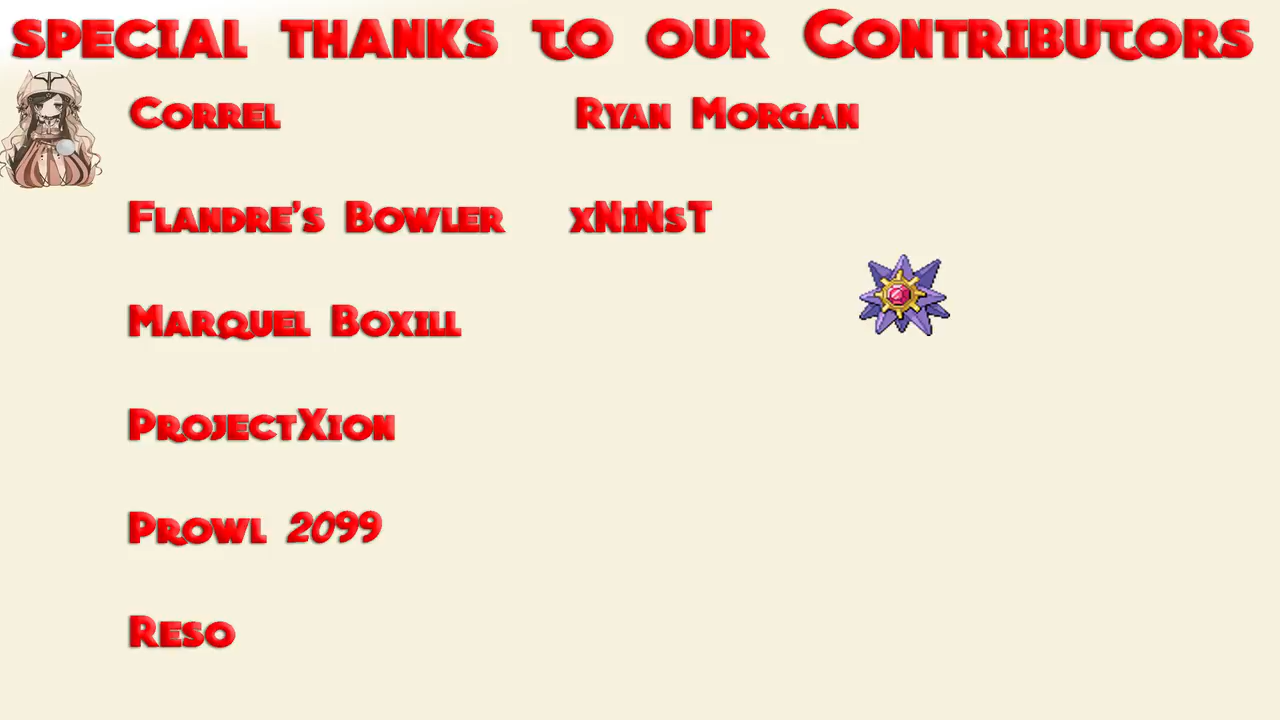 special thanks to our Contributors
Correl
Ryan Morgan
Flandre's Bowler
xNiNsT
Marquel Boxill
ProjectXion
Prowl 2099
Reso